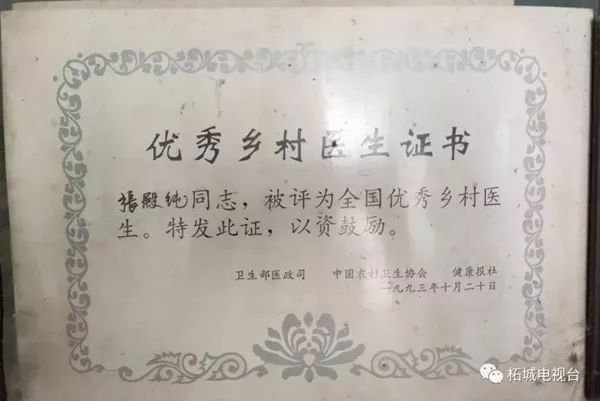 优秀乡村医生证书
張殿纯同志，被评为全国优秀乡村医
生。特发此证，以资鼓励。
卫生部医政司 中国农村卫生协会 健康报社
一九九三年十月二十日
柘城电视台